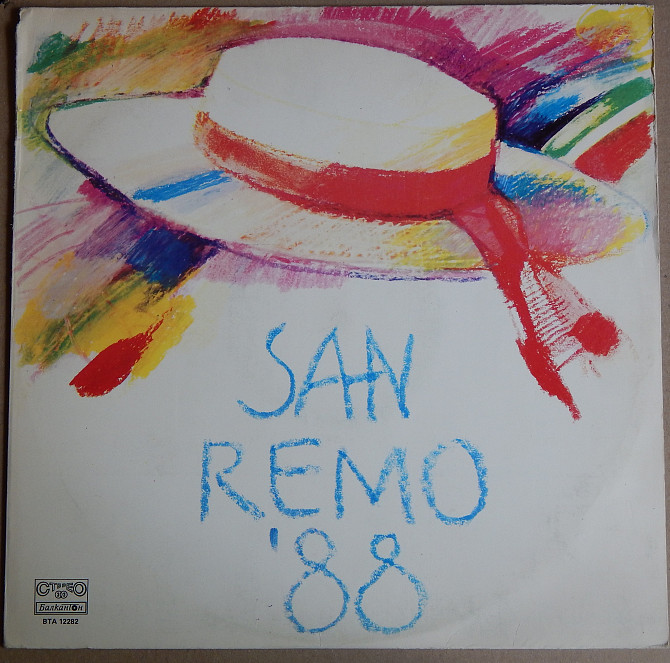 SAN
REMO
'88
СТЕРЕО
Балкантон
ВТА 12282